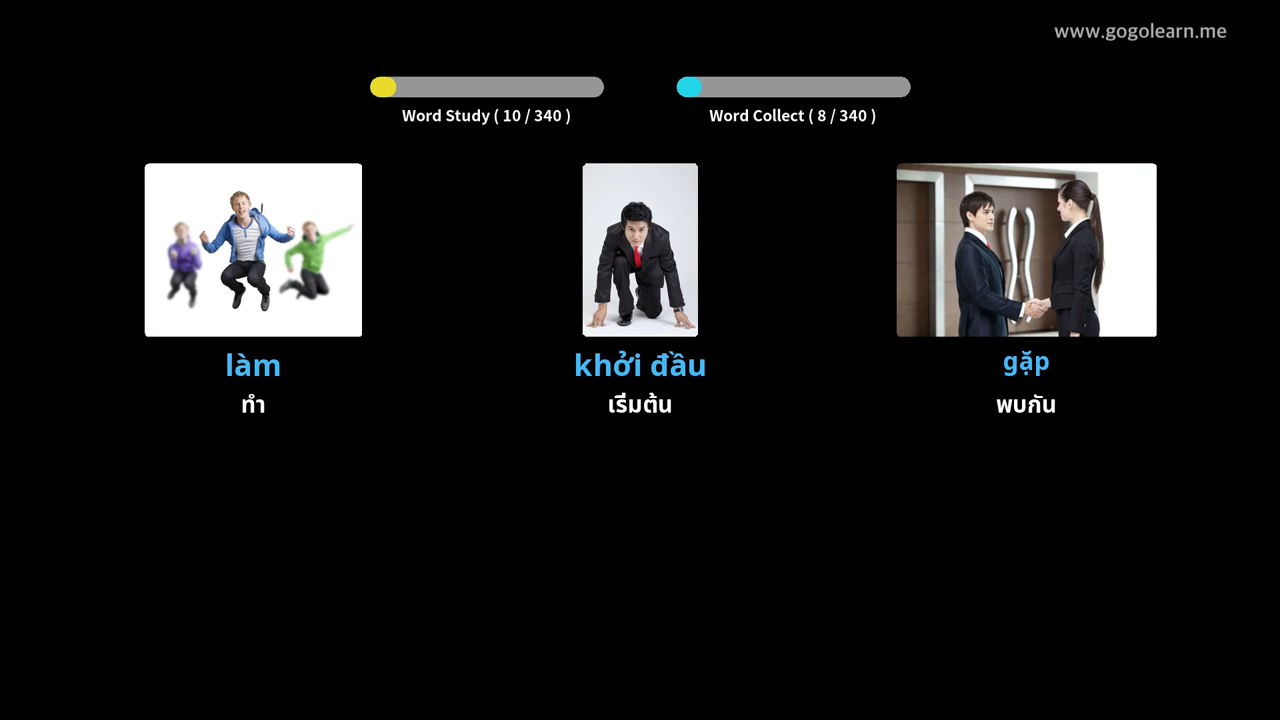 www.gogolearn.me
Word Study ( 10 / 340 )
Word Collect ( 8 / 340 )
làm
khởi đầu
gặp
ทำ
เริ่มต้น
พบกัน